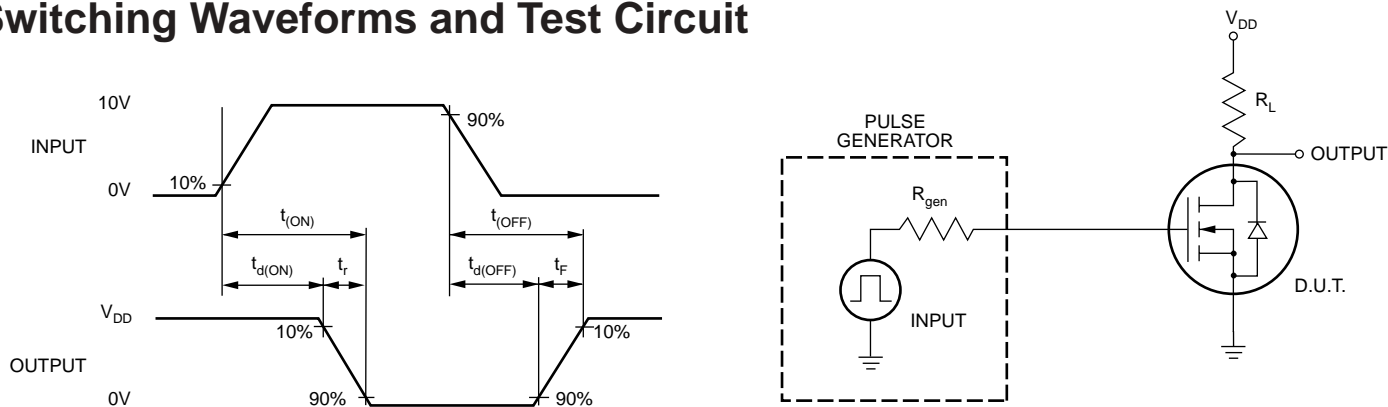 Switching Waveforms and Test Circuit
10V
INPUT
0V
10%
90%
t(ON)
t(OFF)
td(ON)
tr
td(OFF)
tF
VDD
OUTPUT
0V
10%
10%
90%
90%
PULSE
GENERATOR
Rgen
INPUT
VDD
RL
OUTPUT
D.U.T.